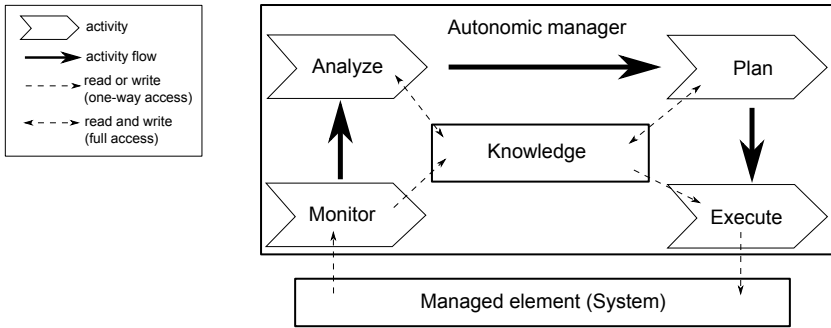 activity
activity flow
read or write
(one-way access)
read and write
(full access)
Autonomic manager
Analyze
Plan
Knowledge
Monitor
Execute
Managed element (System)